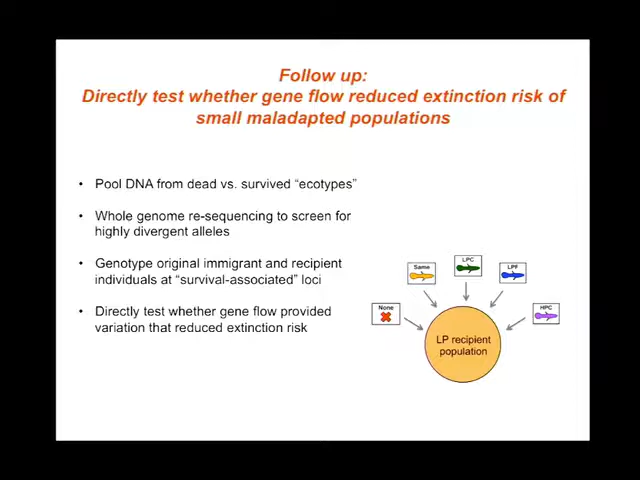 Follow up:
Directly test whether gene flow reduced extinction risk of
small maladapted populations
• Pool DNA from dead vs. survived “ecotypes”
• Whole genome re-sequencing to screen for
highly divergent alleles
• Genotype original immigrant and recipient
individuals at “survival-associated” loci
• Directly test whether gene flow provided
variation that reduced extinction risk
None
Same
LPC
LPF
HPC
LP recipient
population